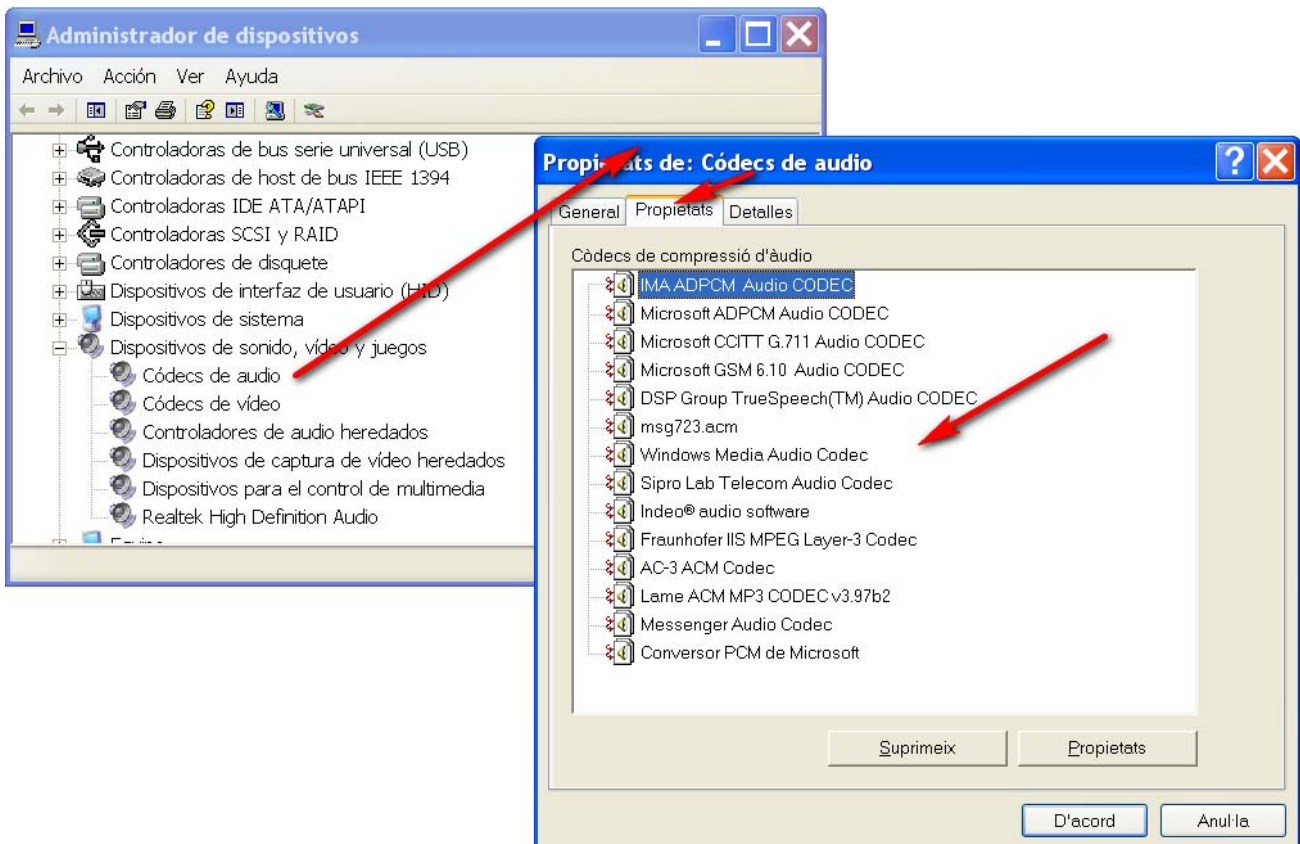 Administrador de dispositivos
Archivo Acción Ver Ayuda
Controladoras de bus serie universal (USB)
Controladoras de host de bus IEEE 1394
Controladoras IDE ATA/ATAPI
Controladoras SCSI y RAID
Controladores de disquete
Dispositivos de interfaz de usuario (HID)
Dispositivos de sistema
Dispositivos de sonido, vídeo y juegos
Códecs de audio
Códecs de vídeo
Controladores de audio heredados
Dispositivos de captura de vídeo heredados
Dispositivos para el control de multimedia
Realtek High Definition Audio
Propietats de: Códecs de audio
General Propietats Detalles
Còdecs de compressió d'àudio
IMA ADPCM Audio CODEC
Microsoft ADPCM Audio CODEC
Microsoft CCITT G.711 Audio CODEC
Microsoft GSM 6.10 Audio CODEC
DSP Group TrueSpeech(TM) Audio CODEC
msg723.acm
Windows Media Audio Codec
Sipro Lab Telecom Audio Codec
Indeo® audio software
Fraunhofer IIS MPEG Layer-3 Codec
AC-3 ACM Codec
Lame ACM MP3 CODEC v3.97b2
Messenger Audio Codec
Conversor PCM de Microsoft
Suprimeix Propietats
D'acord Anul·la